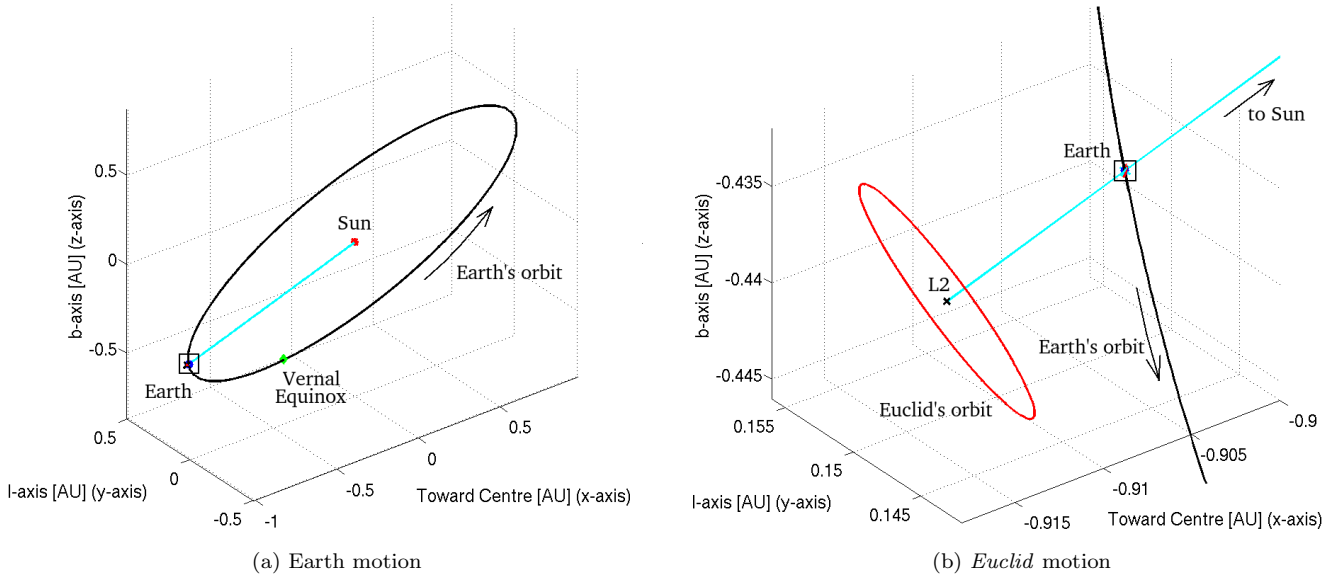 0.5
0
-0.5
b-axis [AU] (z-axis)
Sun
Earth's orbit
Earth
Vernal
Equinox
0.5
0
-0.5
l-axis [AU] (y-axis)
-1
-0.5
0
0.5
Toward Centre [AU] (x-axis)
(a) Earth motion
to Sun
Earth
-0.435
-0.44
-0.445
b-axis [AU] (z-axis)
L2
Earth's orbit
Euclid's orbit
0.155
0.15
0.145
l-axis [AU] (y-axis)
-0.915
-0.91
-0.905
-0.9
Toward Centre [AU] (x-axis)
(b) Euclid motion